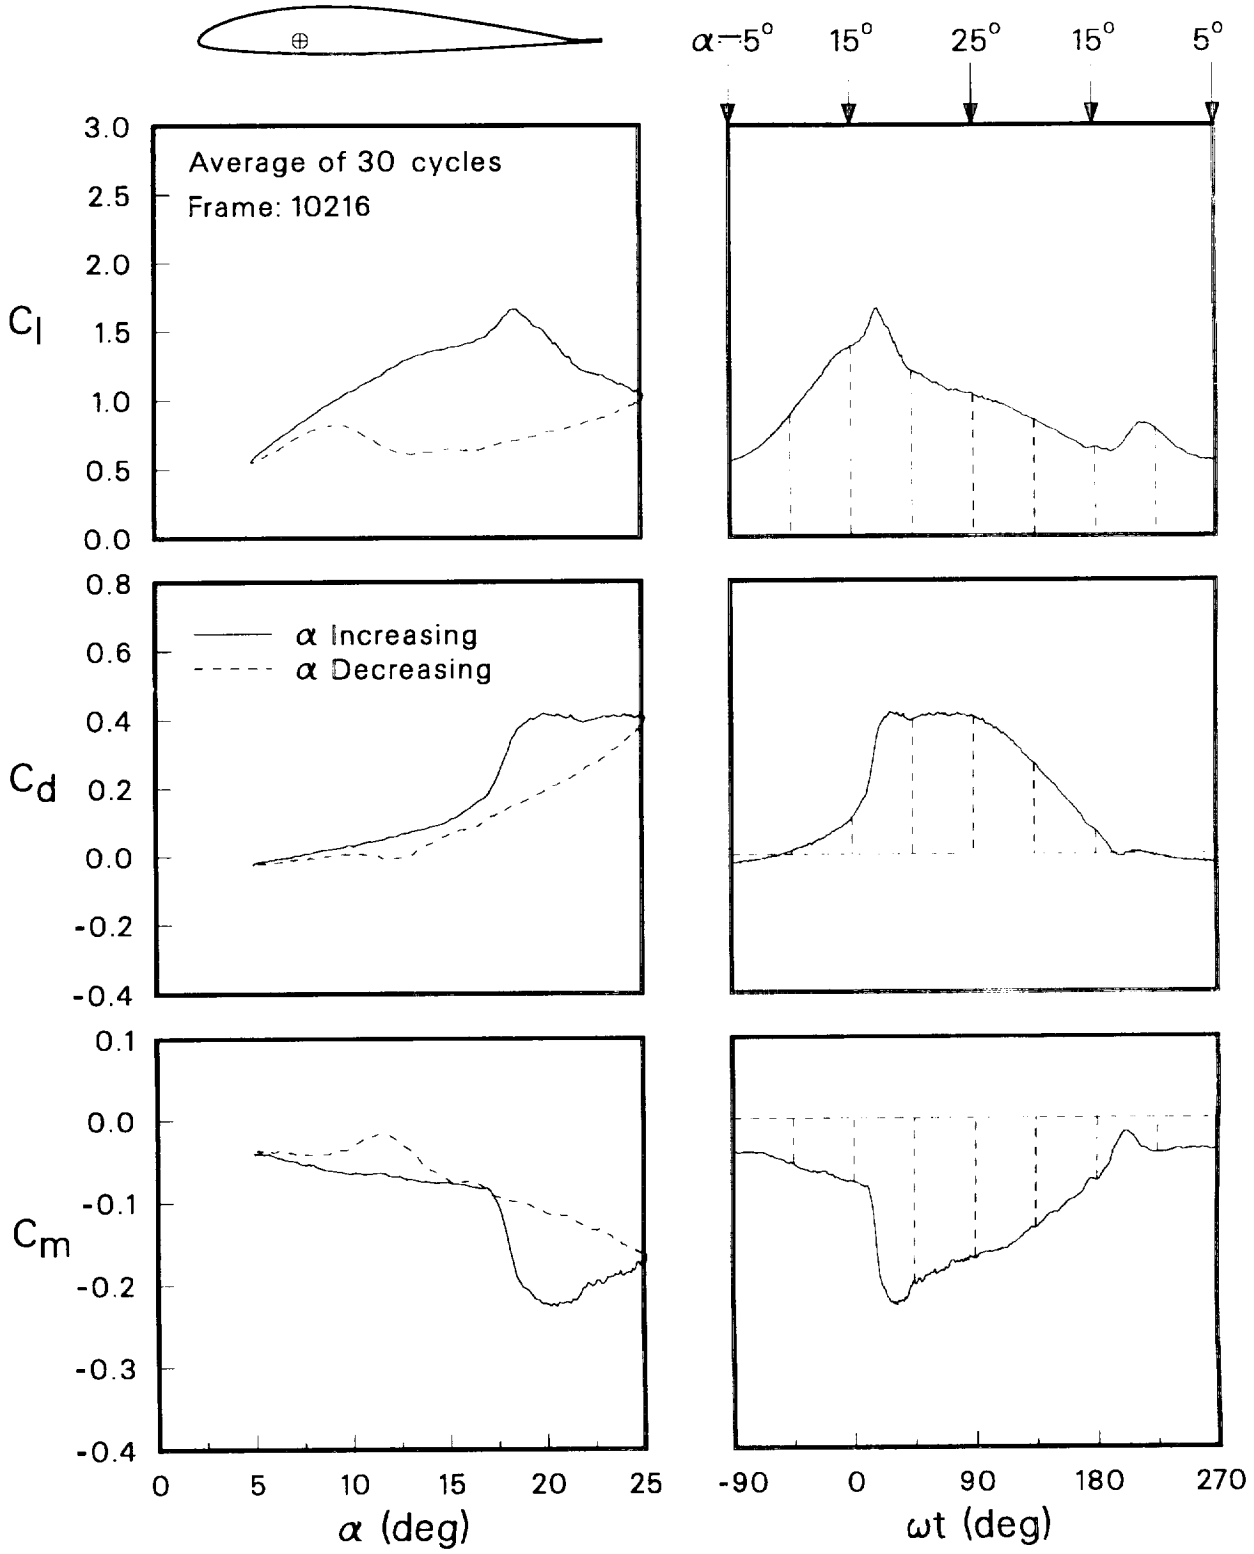 α=5° 15° 25° 15° 5°
3.0
2.5
2.0
1.5
1.0
0.5
0.0
Cl
Average of 30 cycles
Frame: 10216
0.8
0.6
0.4
0.2
0.0
-0.2
-0.4
Cd
α Increasing
α Decreasing
0.1
0.0
-0.1
-0.2
-0.3
-0.4
Cm
0 5 10 15 20 25
α (deg)
-90 0 90 180 270
ωt (deg)